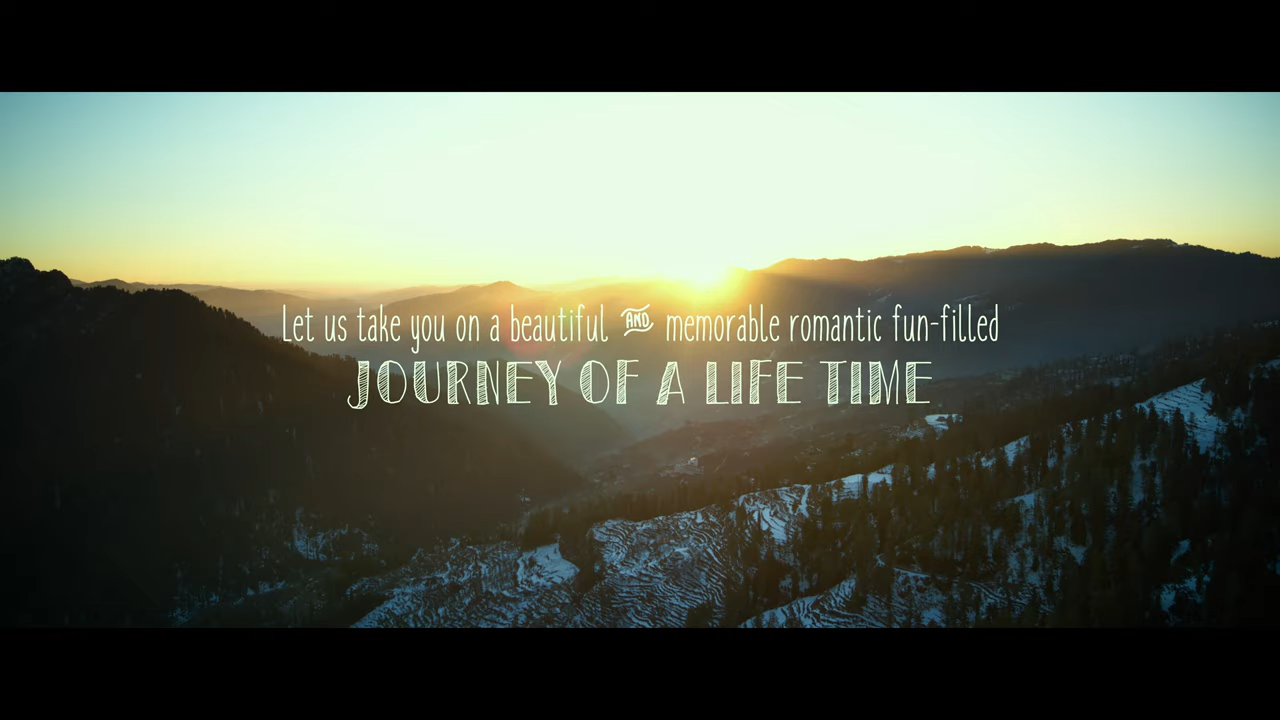 Let us take you on a beautiful AND memorable romantic fun-filled
JOURNEY OF A LIFE TIME